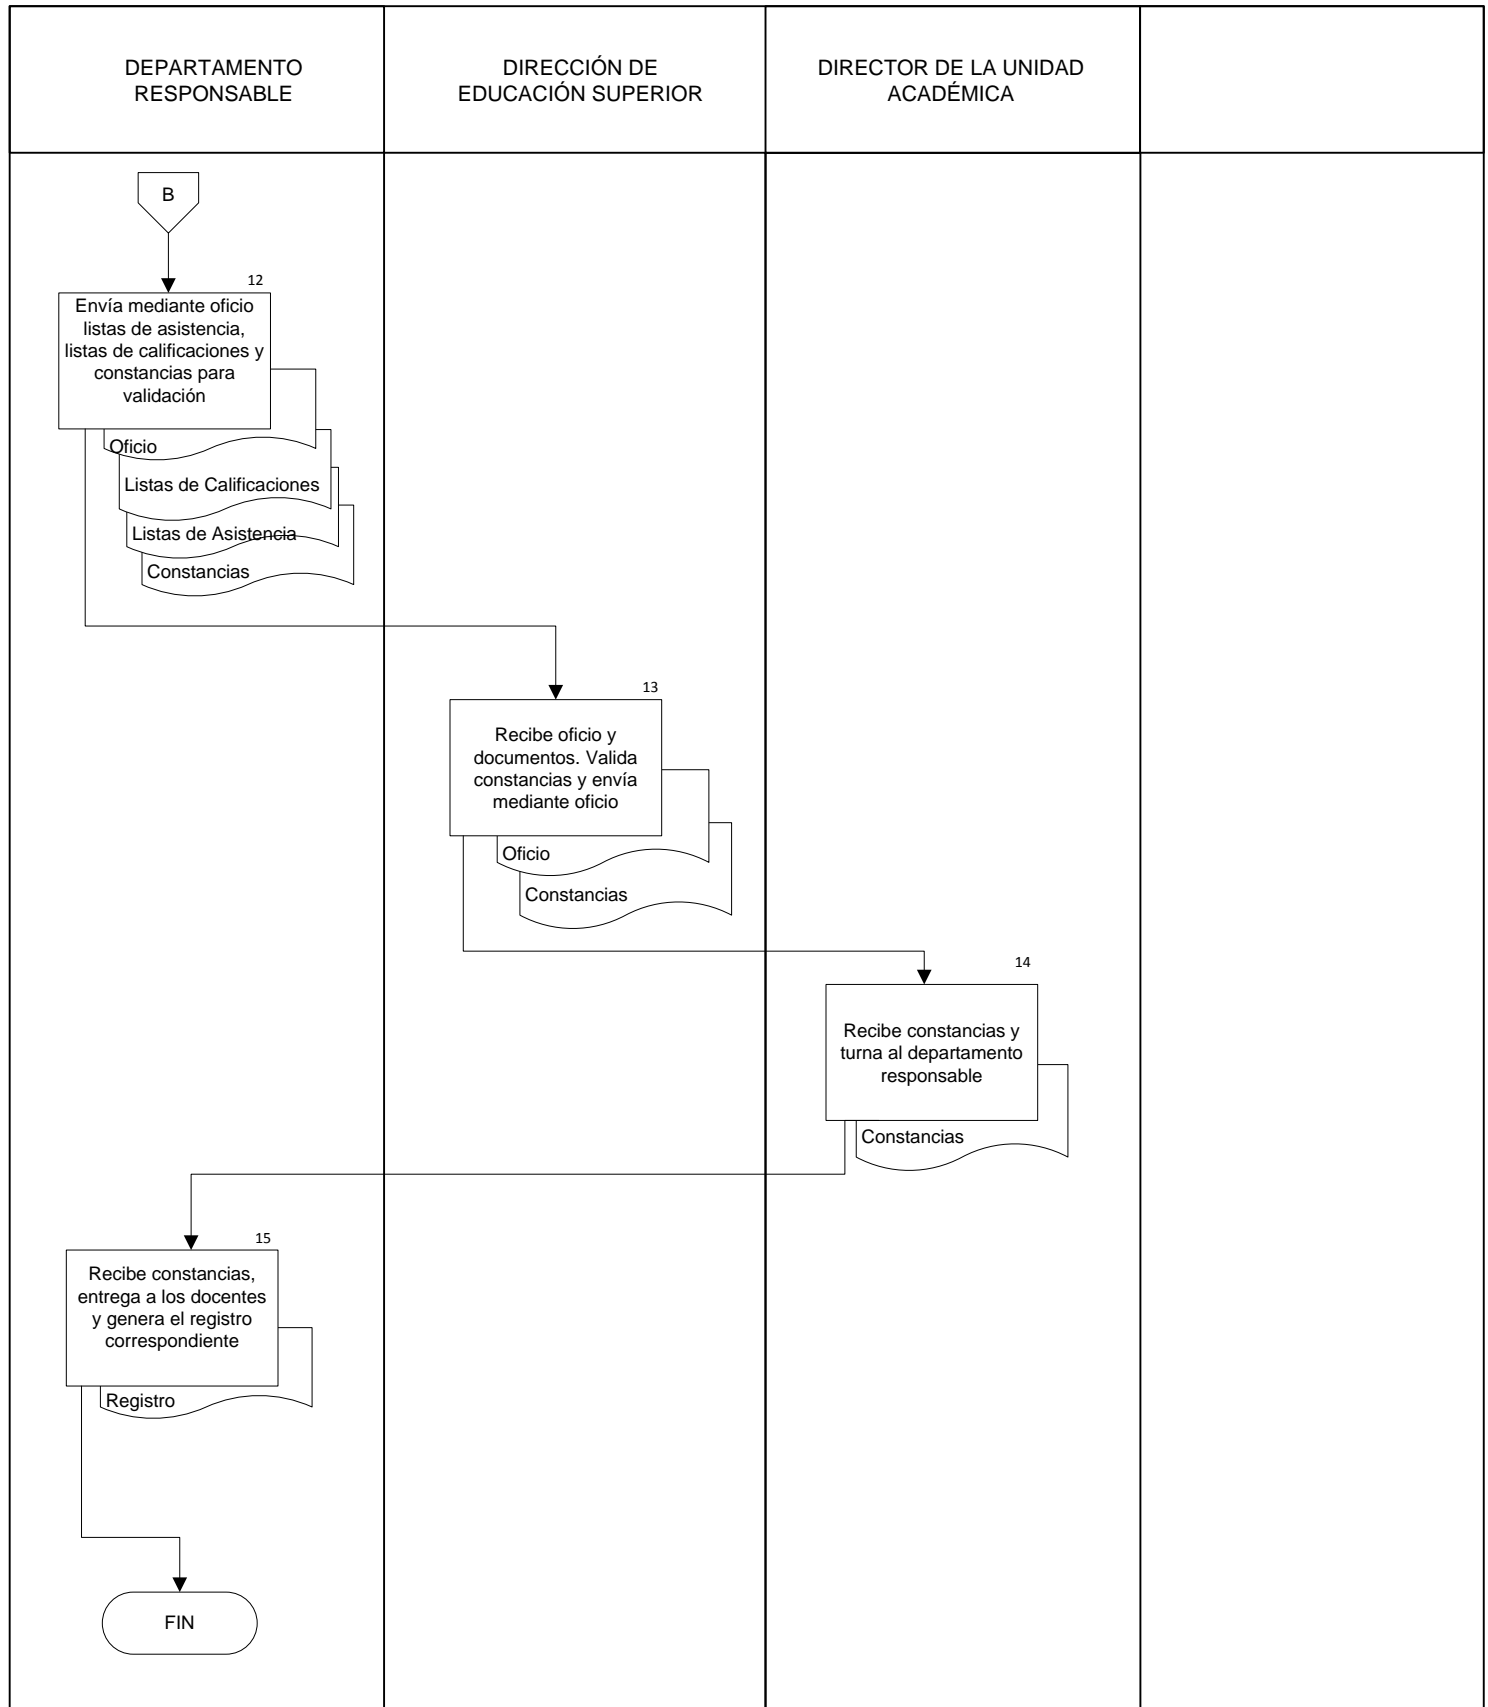 DEPARTAMENTO
RESPONSABLE
DIRECCIÓN DE
EDUCACIÓN SUPERIOR
DIRECTOR DE LA UNIDAD
ACADÉMICA
B
12
Envía mediante oficio
listas de asistencia,
listas de calificaciones y
constancias para
validación
Oficio
Listas de Calificaciones
Listas de Asistencia
Constancias
13
Recibe oficio y
documentos. Valida
constancias y envía
mediante oficio
Oficio
Constancias
14
Recibe constancias y
turna al departamento
responsable
Constancias
15
Recibe constancias,
entrega a los docentes
y genera el registro
correspondiente
Registro
FIN